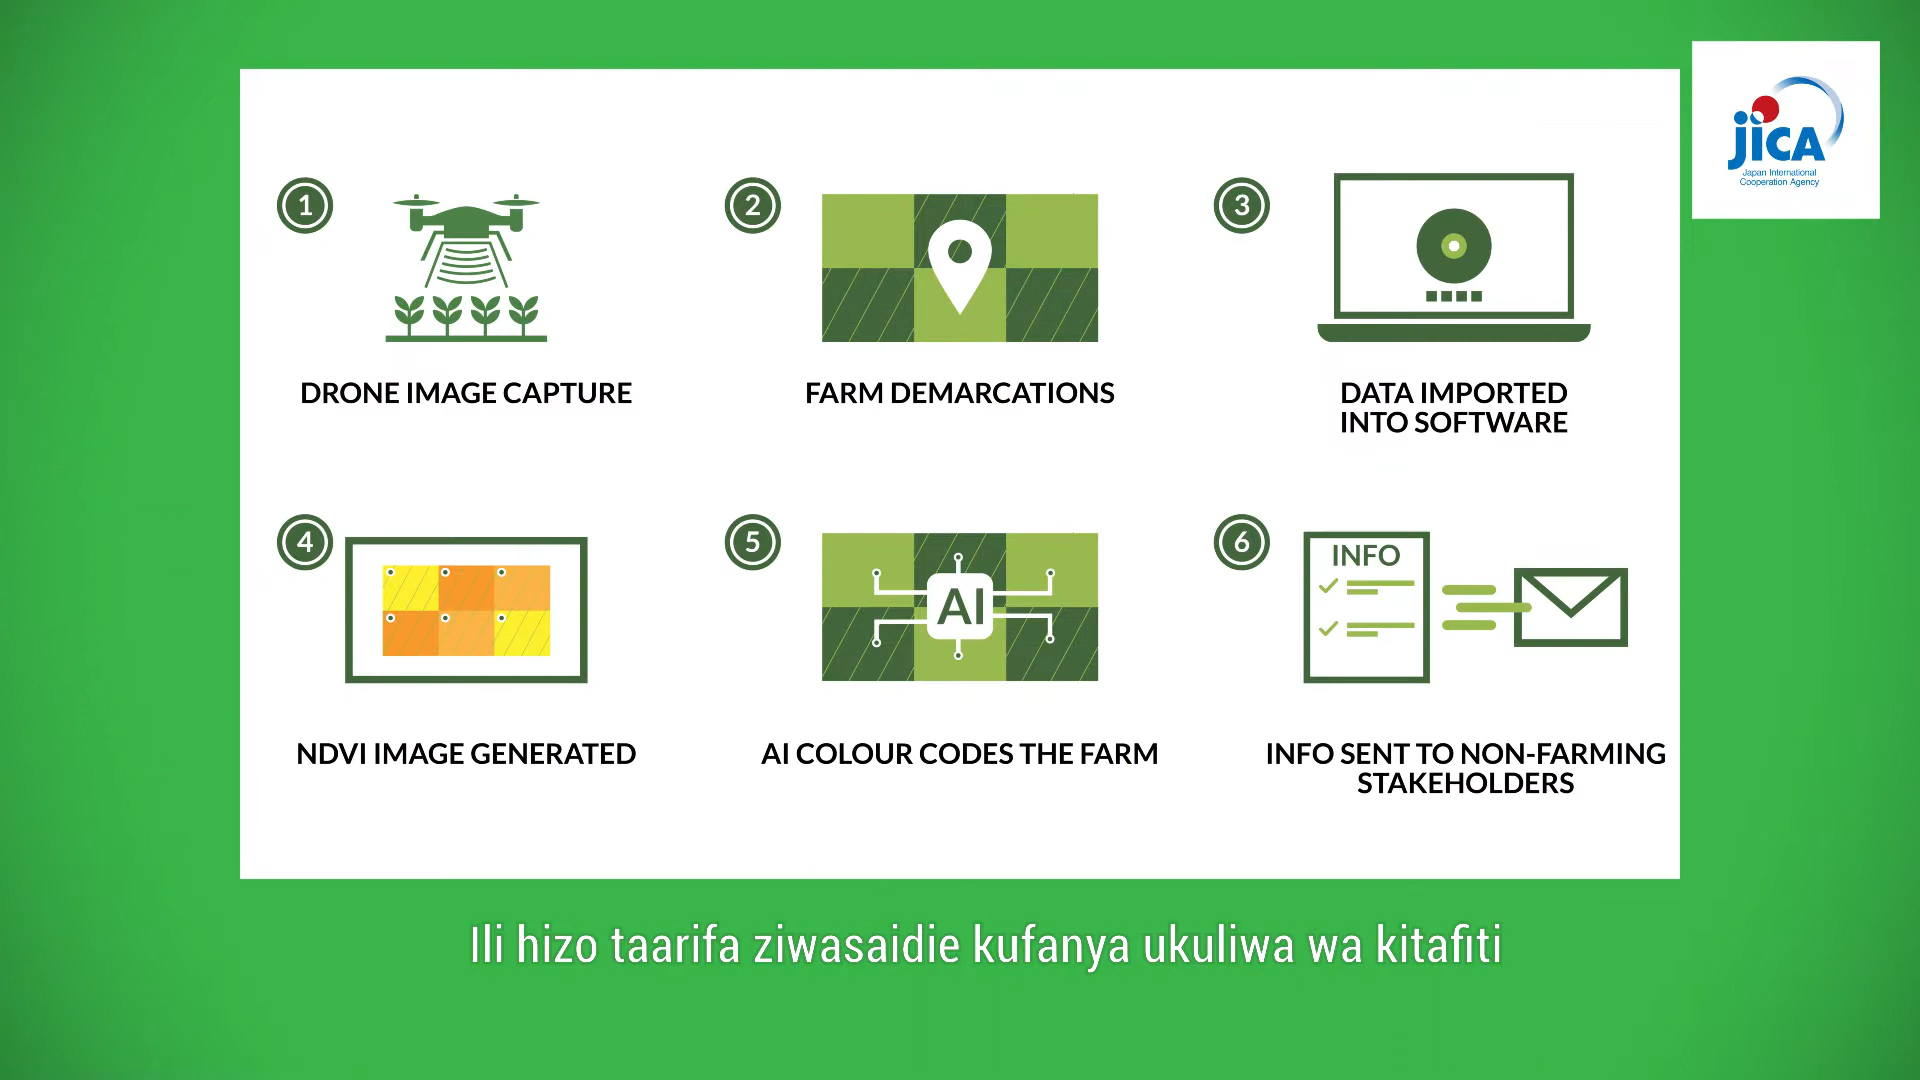 1
DRONE IMAGE CAPTURE
2
FARM DEMARCATIONS
3
DATA IMPORTED
INTO SOFTWARE
4
NDVI IMAGE GENERATED
5
AI
AI COLOUR CODES THE FARM
6
INFO
INFO SENT TO NON-FARMING
STAKEHOLDERS
jica
Japan International
Cooperation Agency
Ili hizo taarifa ziwasaidie kufanya ukuliwa wa kitafiti